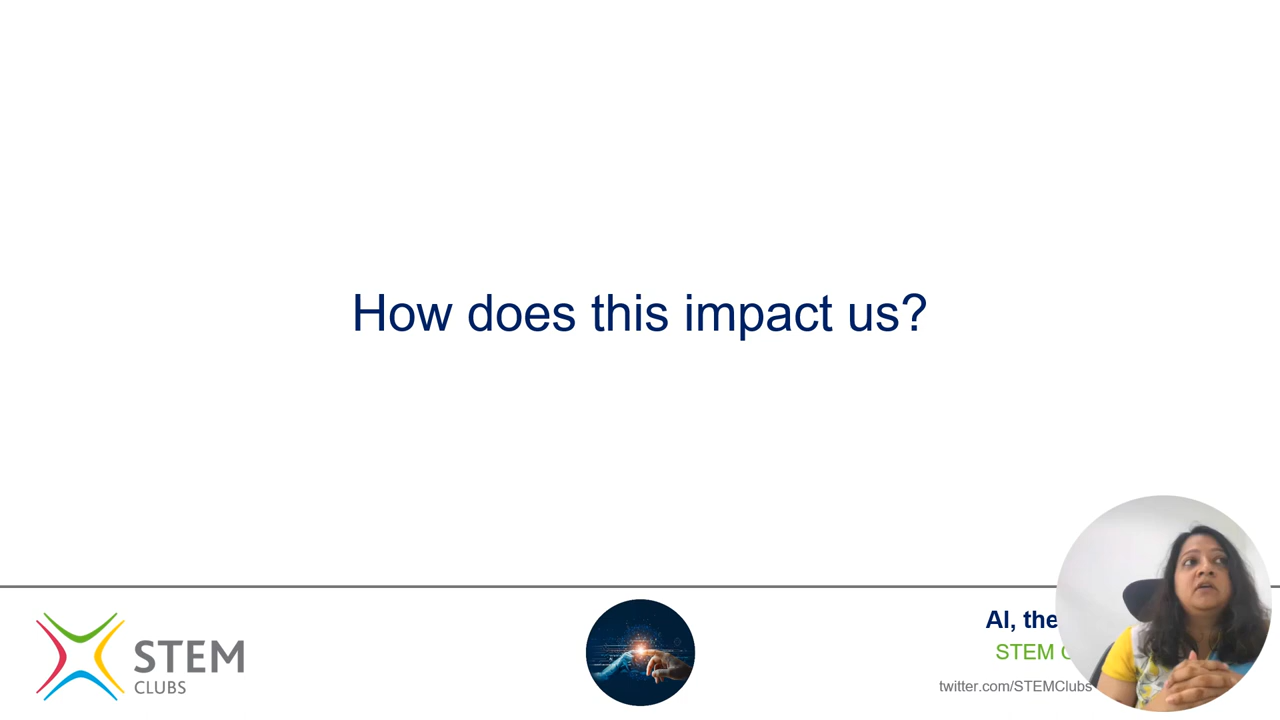 How does this impact us?
STEM
CLUBS
AI, the
STEM
twitter.com/STEMClubs